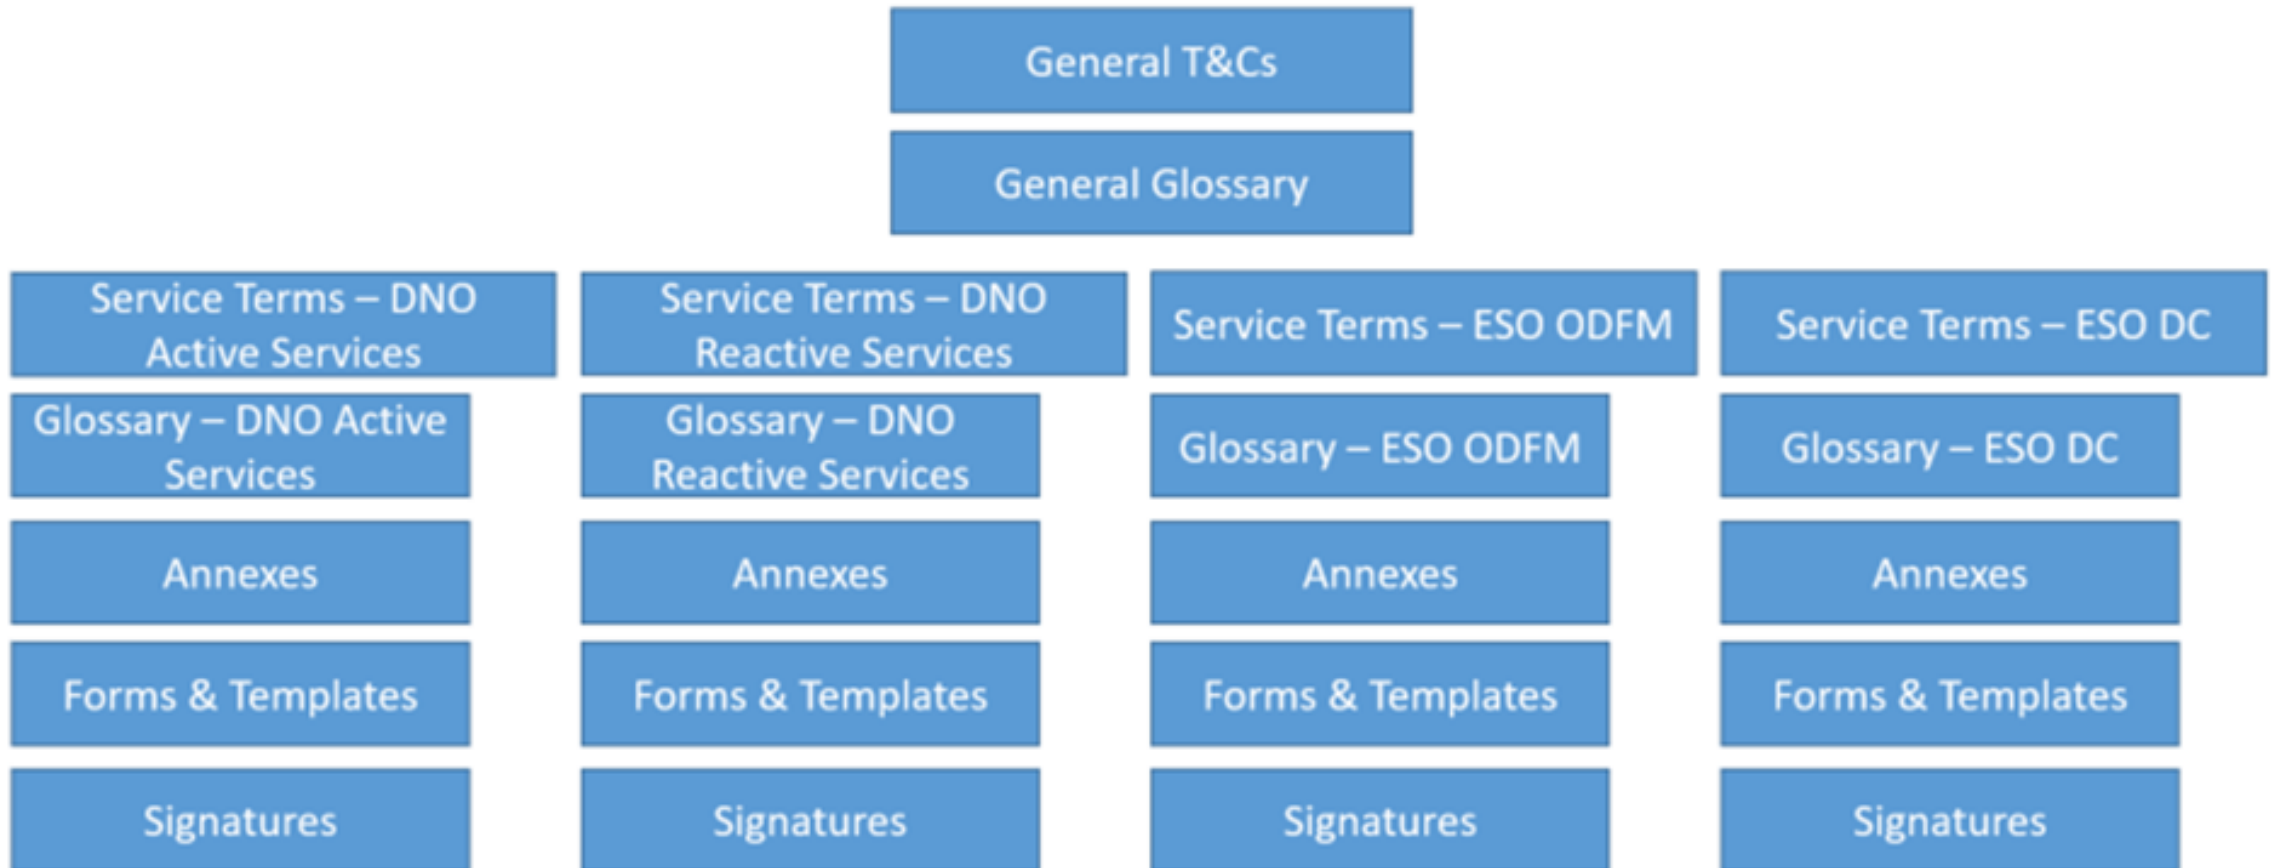 General T&Cs
General Glossary
Service Terms – DNO
Active Services
Service Terms – DNO
Reactive Services
Service Terms – ESO ODFM
Service Terms – ESO DC
Glossary – DNO Active
Services
Glossary – DNO
Reactive Services
Glossary – ESO ODFM
Glossary – ESO DC
Annexes
Annexes
Annexes
Annexes
Forms & Templates
Forms & Templates
Forms & Templates
Forms & Templates
Signatures
Signatures
Signatures
Signatures